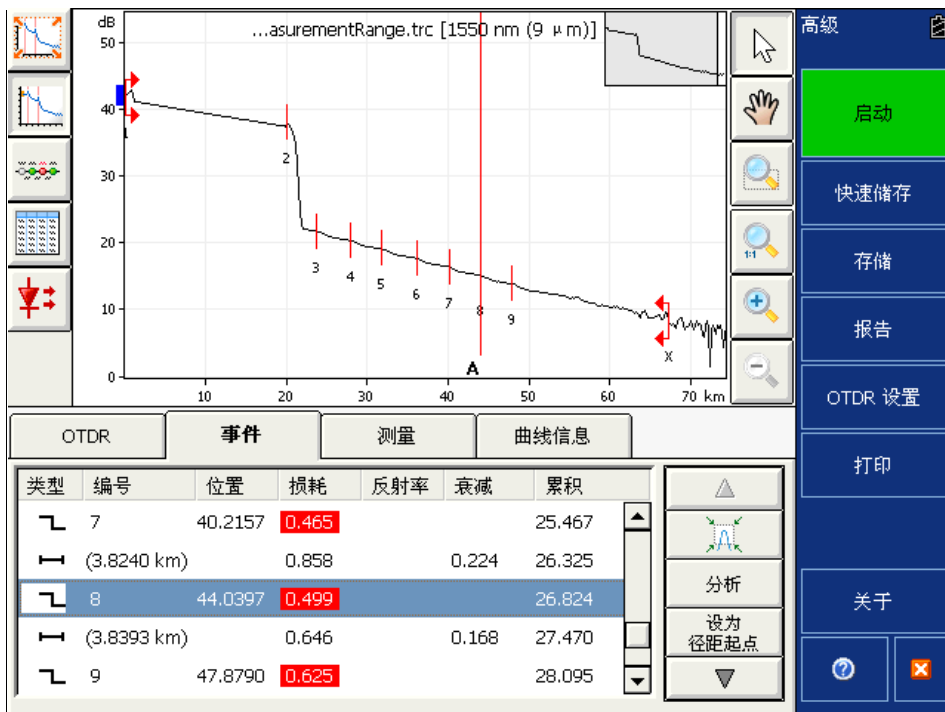 dB
...asurementRange.trc [1550 nm (9 μm)]
50
40
30
20
10
0
2
3
4
5
6
7
8
9
X
A
10 20 30 40 50 60 70 km
1:1
高级
启动
快速储存
存储
报告
OTDR 设置
打印
关于
OTDR 事件 测量 曲线信息
类型 编号 位置 损耗 反射率 衰减 累积
7 40.2157 0.465 25.467
(3.8240 km) 0.858 0.224 26.325
8 44.0397 0.499 26.824
(3.8393 km) 0.646 0.168 27.470
9 47.8790 0.625 28.095
分析
设为
径距起点